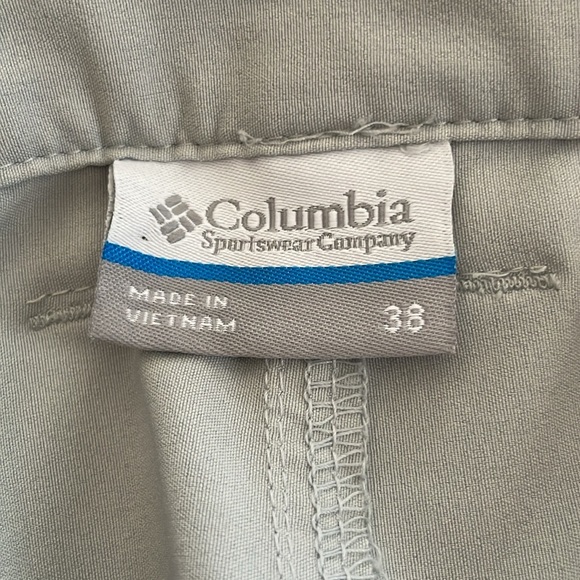 Columbia
Sportswear Company
MADE IN
VIETNAM
38